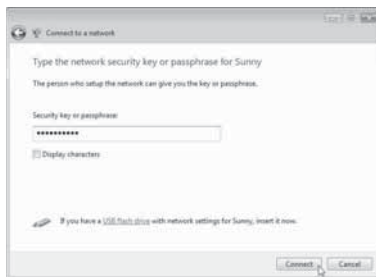 Connect to a network
Type the network security key or passphrase for Sunny
The person who setup the network can give you the key or passphrase.
Security key or passphrase:
••••••••••
Display characters
If you have a USB flash drive with network settings for Sunny, insert it now.
Connect Cancel